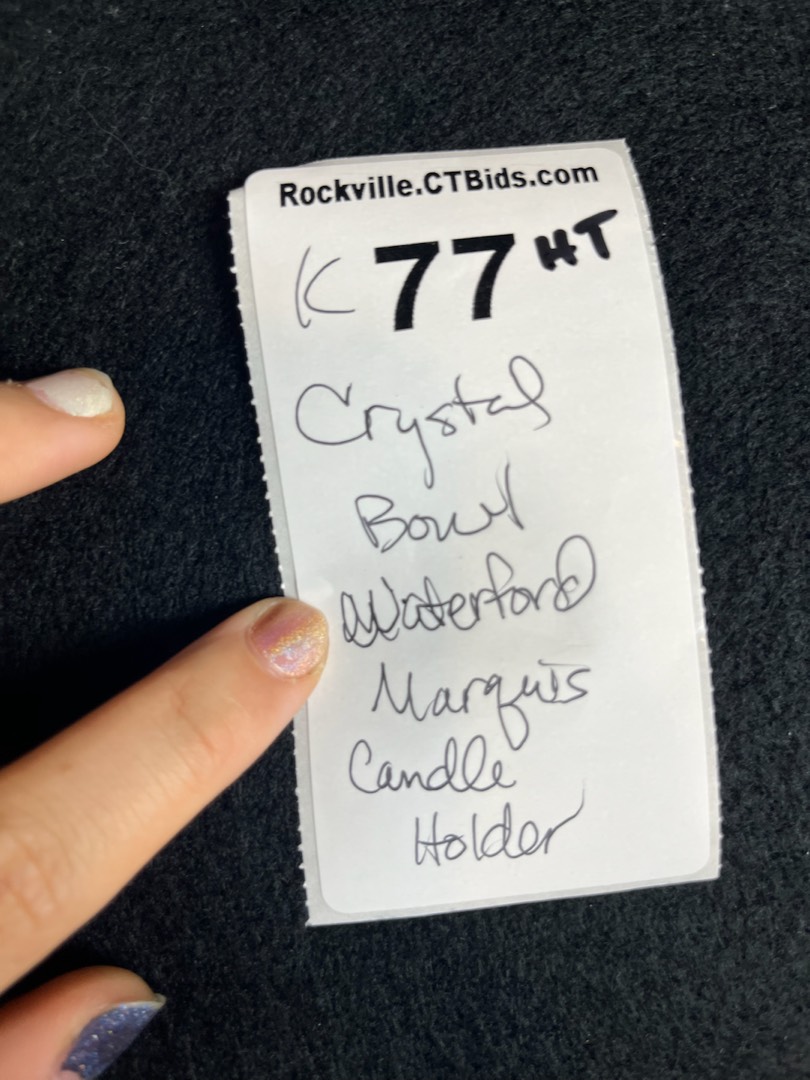 Rockville.CTBids.com
K 77 HT
Crystal
Bowl
Waterford
Marquis
Candle
Holder